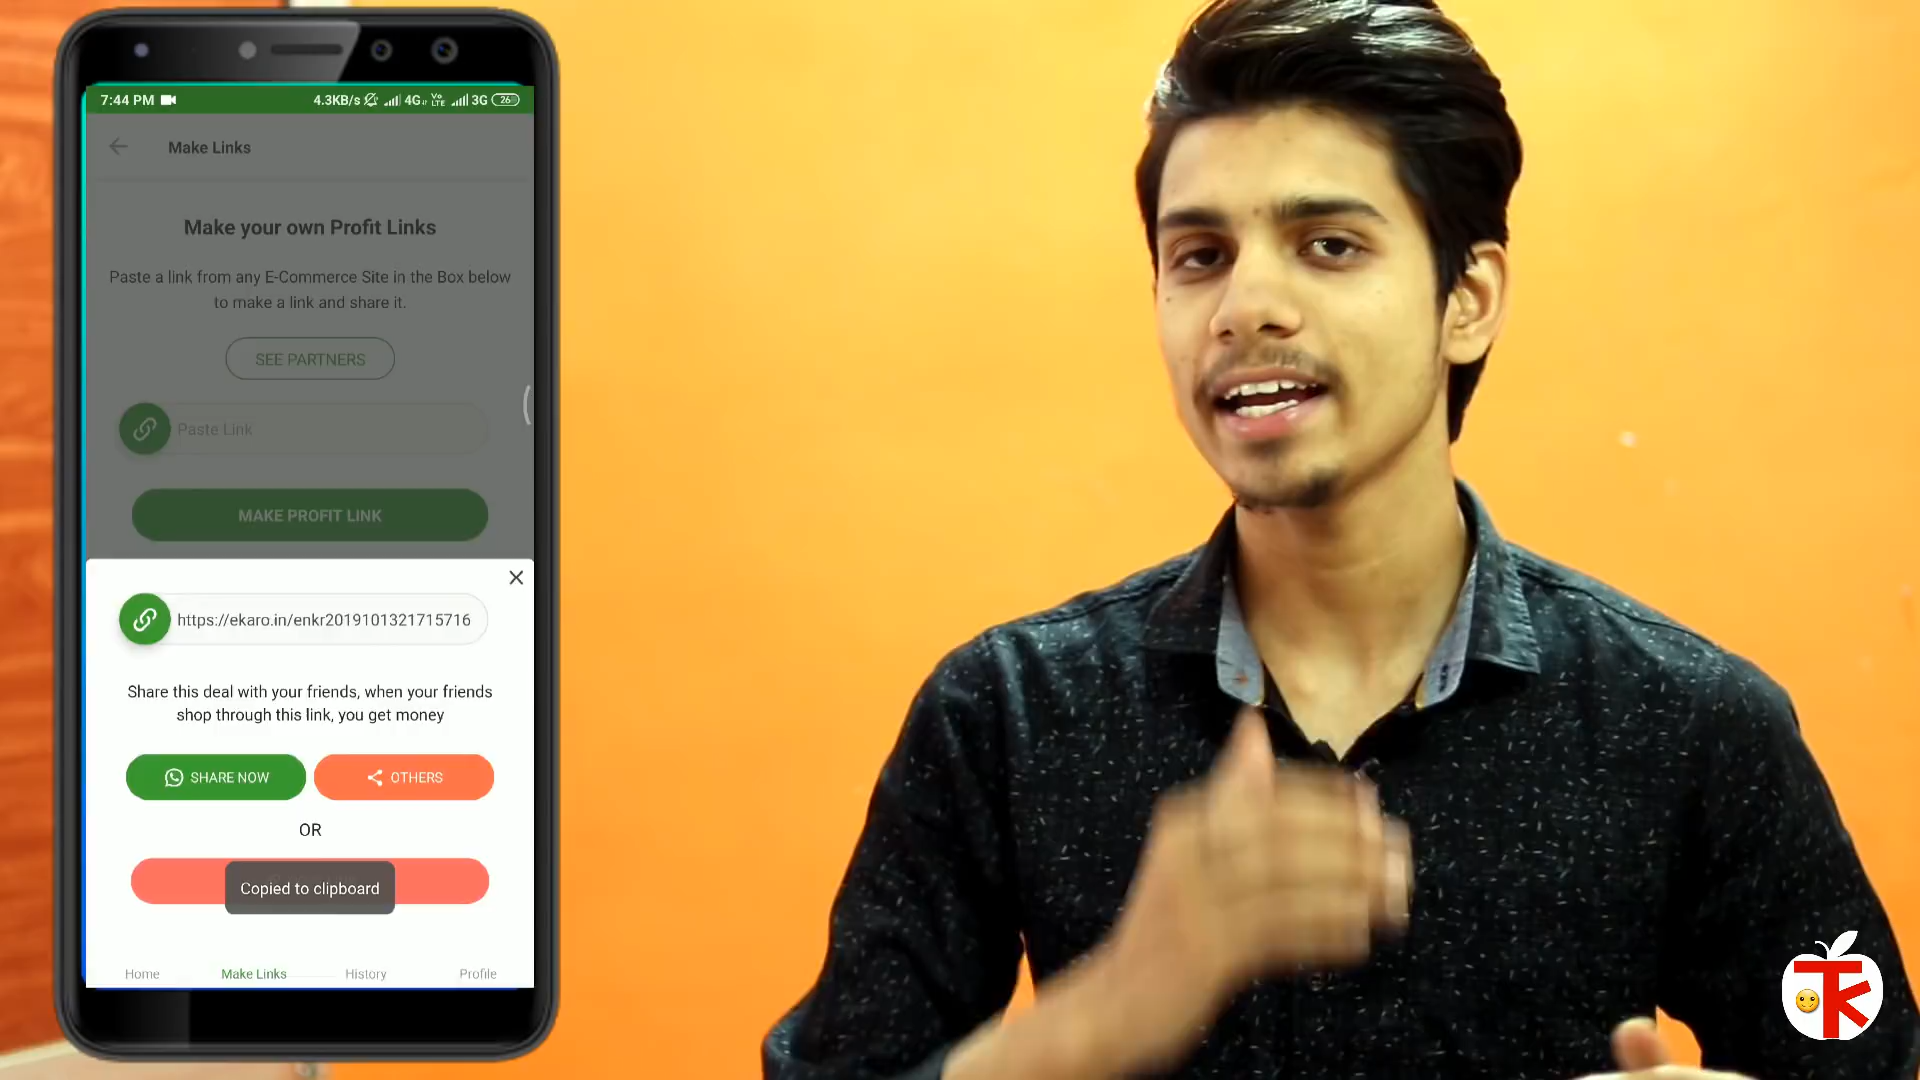 7:44 PM 4.3KB/s 4G Vo LTE 3G 26
Make Links
Make your own Profit Links
Paste a link from any E-Commerce Site in the Box below
to make a link and share it.
SEE PARTNERS
Paste Link
MAKE PROFIT LINK
https://ekaro.in/enkr2019101321715716
Share this deal with your friends, when your friends
shop through this link, you get money
SHARE NOW OTHERS
OR
Copied to clipboard
Home Make Links History Profile
TK